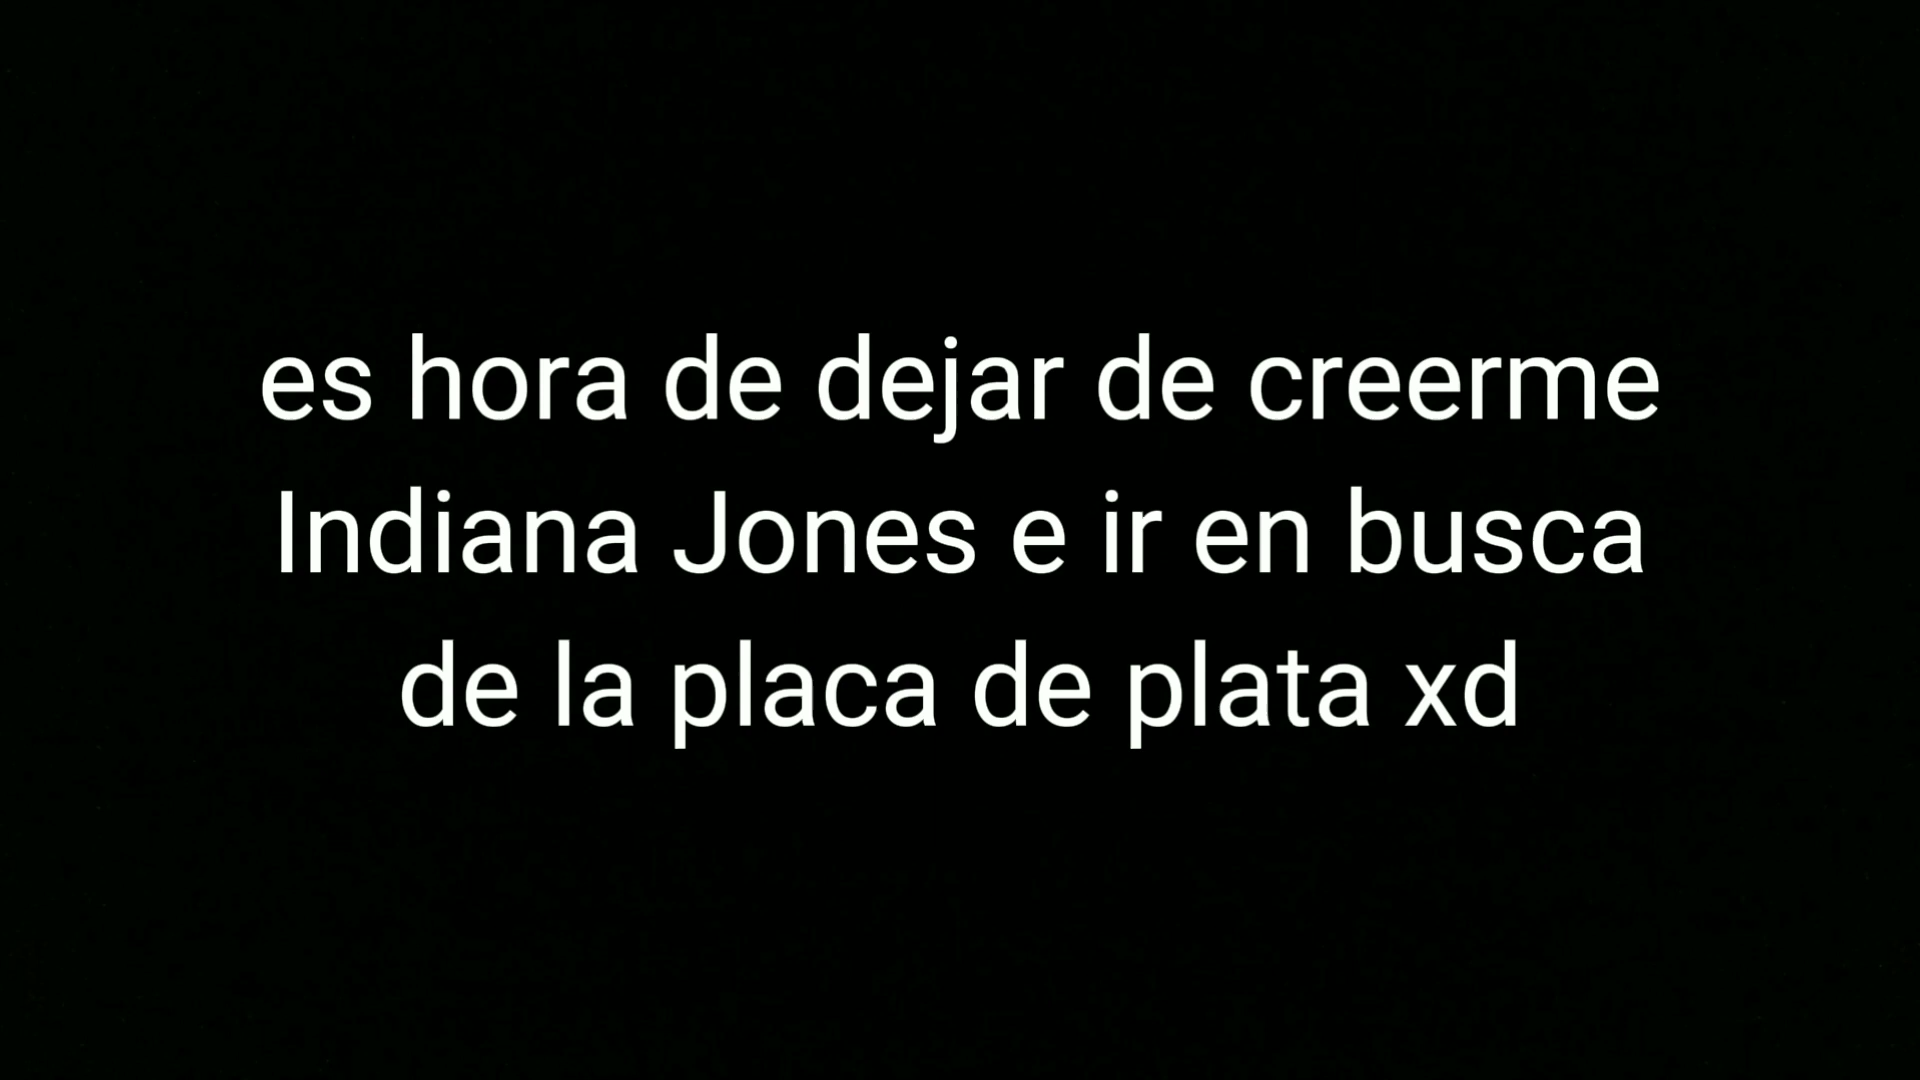 es hora de dejar de creerme
Indiana Jones e ir en busca
de la placa de plata xd